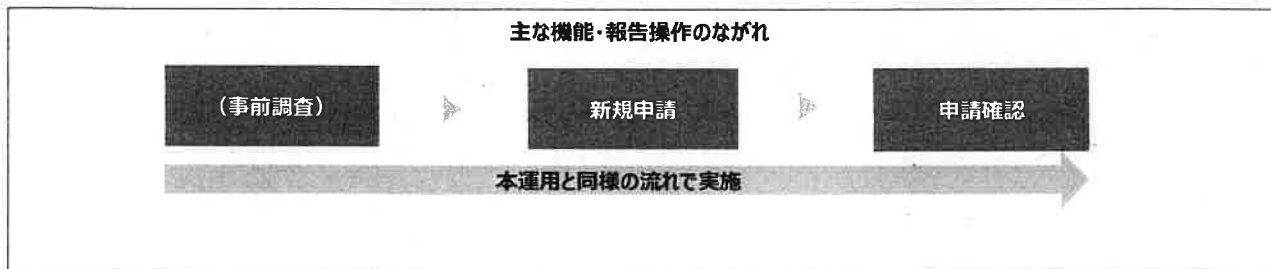 主な機能・報告操作のながれ
(事前調査)
新規申請
申請確認
本運用と同様の流れで実施